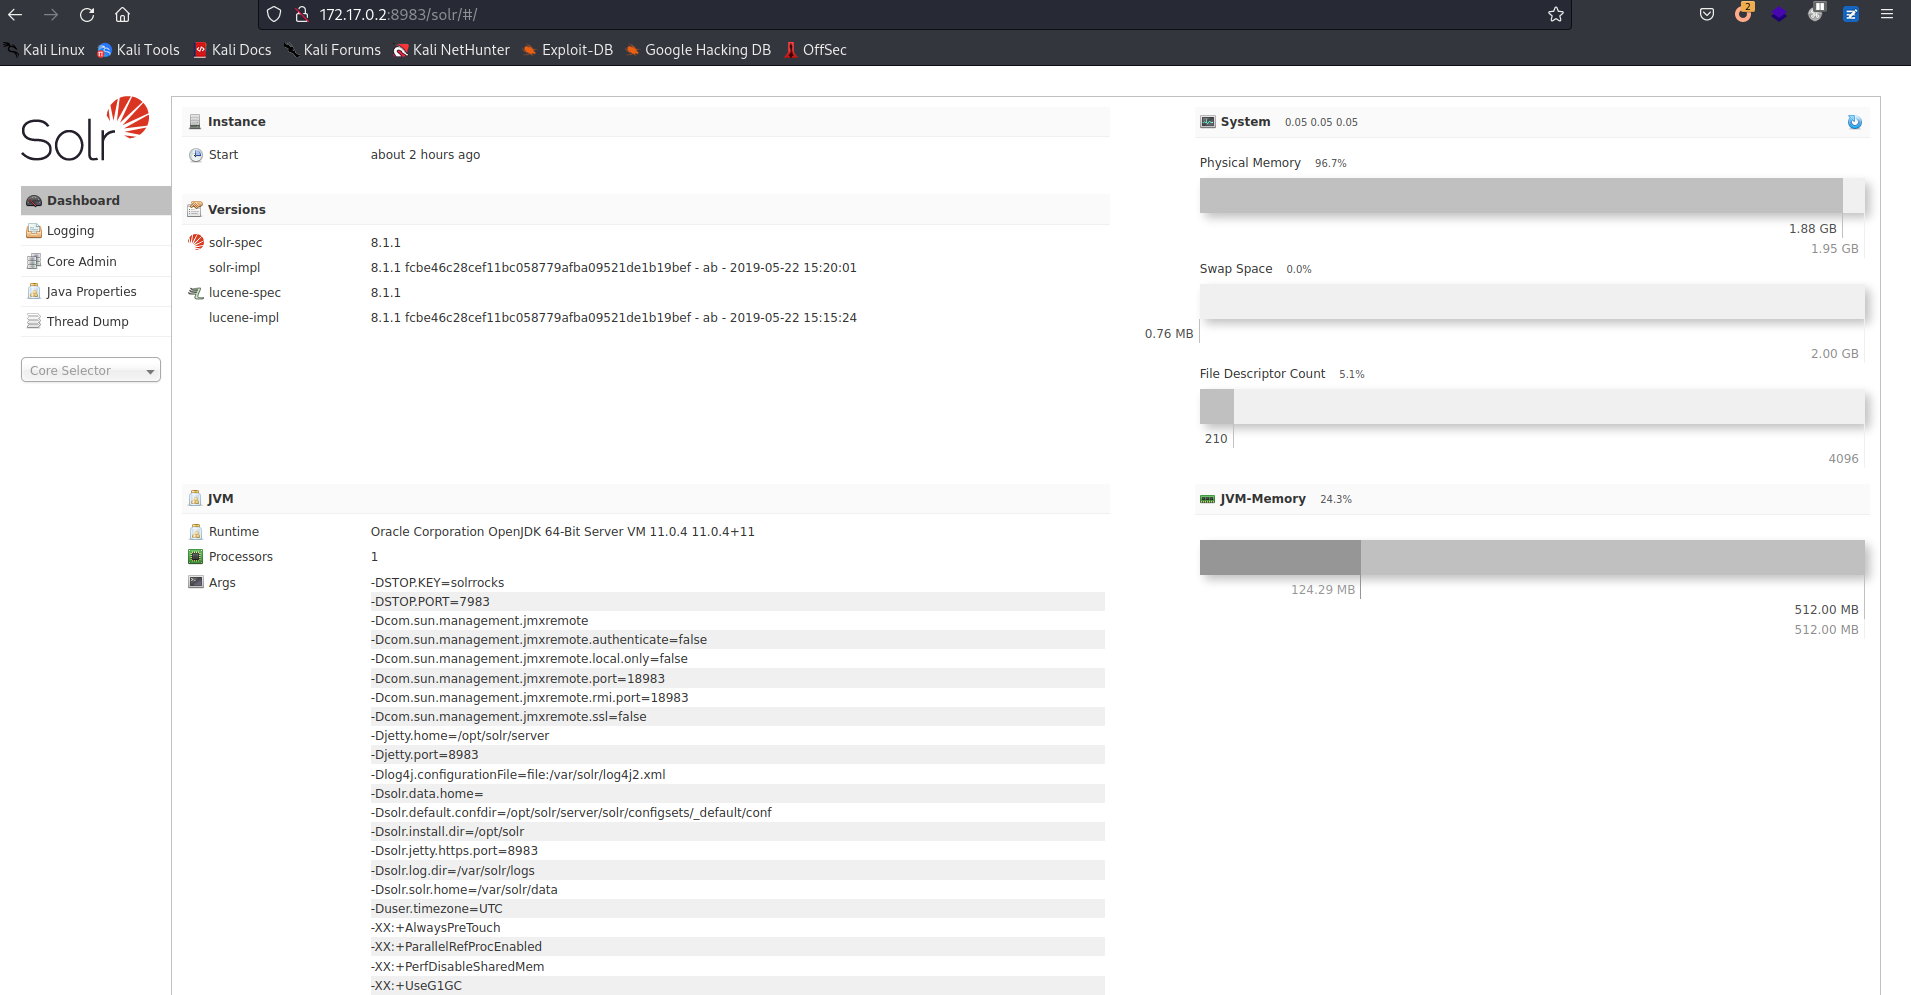 172.17.0.2:8983/solr/#/
2
Kali Linux Kali Tools Kali Docs Kali Forums Kali NetHunter Exploit-DB Google Hacking DB OffSec
Solr
Dashboard
Logging
Core Admin
Java Properties
Thread Dump
Core Selector
Instance
Start about 2 hours ago
Versions
solr-spec 8.1.1
solr-impl 8.1.1 fcbe46c28cef11bc058779afba09521de1b19bef - ab - 2019-05-22 15:20:01
lucene-spec 8.1.1
lucene-impl 8.1.1 fcbe46c28cef11bc058779afba09521de1b19bef - ab - 2019-05-22 15:15:24
JVM
Runtime Oracle Corporation OpenJDK 64-Bit Server VM 11.0.4 11.0.4+11
Processors 1
Args -DSTOP.KEY=solrrocks
-DSTOP.PORT=7983
-Dcom.sun.management.jmxremote
-Dcom.sun.management.jmxremote.authenticate=false
-Dcom.sun.management.jmxremote.local.only=false
-Dcom.sun.management.jmxremote.port=18983
-Dcom.sun.management.jmxremote.rmi.port=18983
-Dcom.sun.management.jmxremote.ssl=false
-Djetty.home=/opt/solr/server
-Djetty.port=8983
-Dlog4j.configurationFile=file:/var/solr/log4j2.xml
-Dsolr.data.home=
-Dsolr.default.confdir=/opt/solr/server/solr/configsets/_default/conf
-Dsolr.install.dir=/opt/solr
-Dsolr.jetty.https.port=8983
-Dsolr.log.dir=/var/solr/logs
-Dsolr.solr.home=/var/solr/data
-Duser.timezone=UTC
-XX:+AlwaysPreTouch
-XX:+ParallelRefProcEnabled
-XX:+PerfDisableSharedMem
-XX:+UseG1GC
System 0.05 0.05 0.05
Physical Memory 96.7%
1.88 GB
1.95 GB
Swap Space 0.0%
0.76 MB
2.00 GB
File Descriptor Count 5.1%
210
4096
JVM-Memory 24.3%
124.29 MB
512.00 MB
512.00 MB